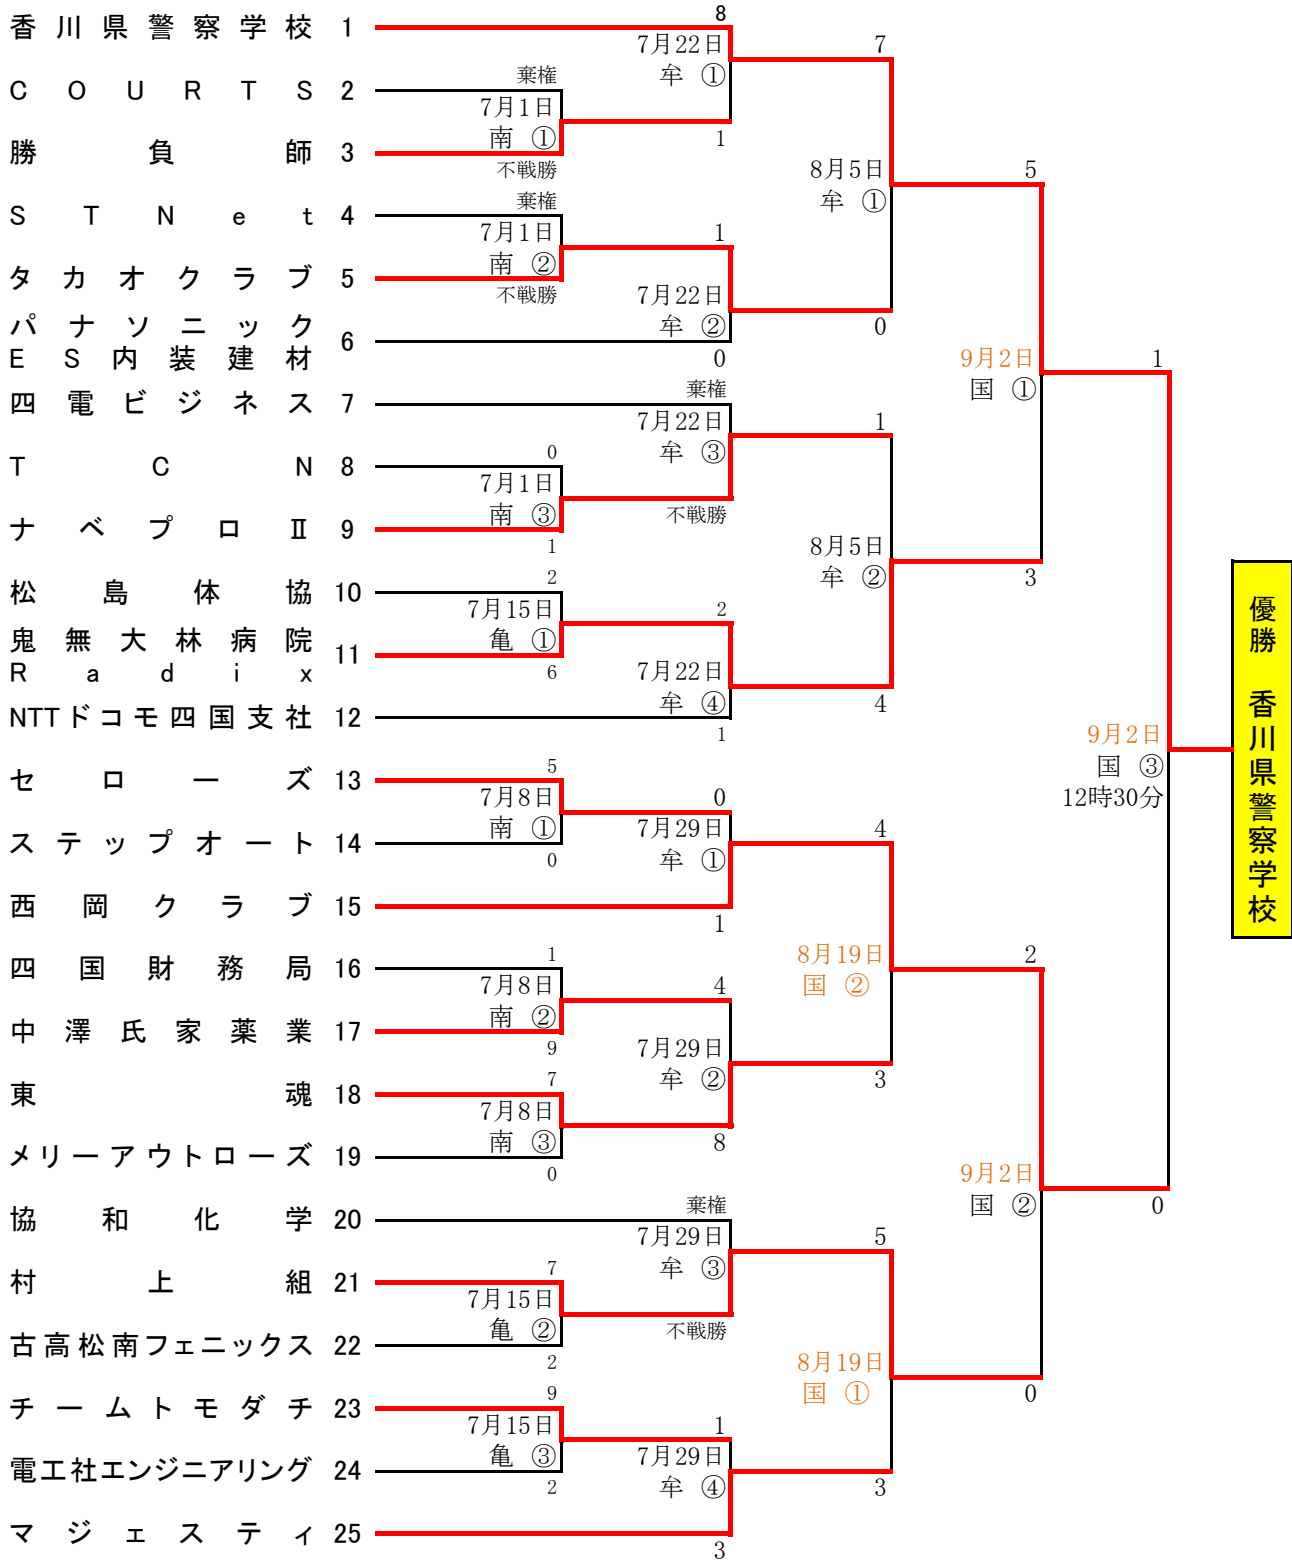 香川県警察学校 1
COURTS 2
勝負師 3
STNet 4
タカオクラブ 5
パナソニック
ES内装建材 6
四電ビジネス 7
TCN 8
ナベプロⅡ 9
松島体協 10
鬼無大林病院
Radix 11
NTTドコモ四国支社 12
セローズ 13
ステップオート 14
西岡クラブ 15
四国財務局 16
中澤氏家薬業 17
東魂 18
メリーアウトローズ 19
協和化学 20
村上組 21
古高松南フェニックス 22
チームトモダチ 23
電工社エンジニアリング 24
マジェスティ 25
棄権
7月1日
南 ①
不戦勝
棄権
7月1日
南 ②
不戦勝
0
7月1日
南 ③
1
2
7月15日
亀 ①
6
5
7月8日
南 ①
0
1
7月8日
南 ②
9
7
7月8日
南 ③
0
7
7月15日
亀 ②
2
9
7月15日
亀 ③
2
8
7月22日
牟 ①
1
1
7月22日
牟 ②
0
棄権
7月22日
牟 ③
不戦勝
2
7月22日
牟 ④
1
0
7月29日
牟 ①
1
4
7月29日
牟 ②
8
棄権
7月29日
牟 ③
不戦勝
1
7月29日
牟 ④
3
7
8月5日
牟 ①
0
1
8月5日
牟 ②
4
4
8月19日
国 ②
3
5
8月19日
国 ①
3
5
9月2日
国 ①
3
2
9月2日
国 ②
0
1
9月2日
国 ③
12時30分
0
優勝 香川県警察学校